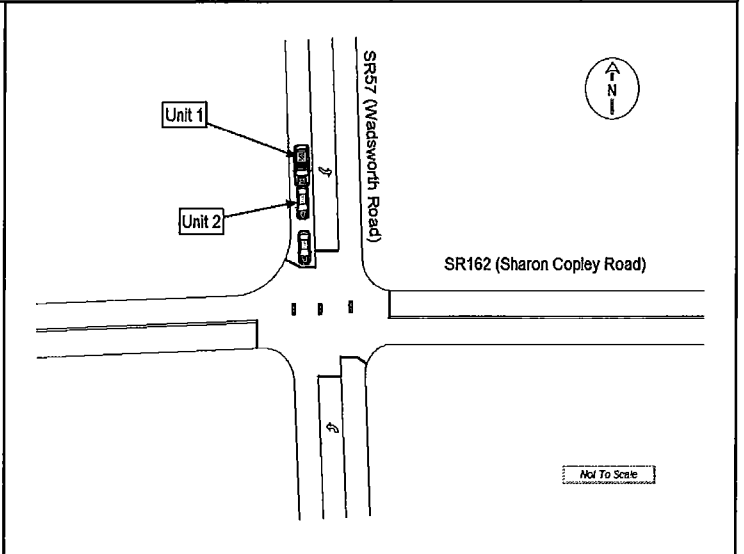 Unit 1
Unit 2
SR57 (Wadsworth Road)
N
SR162 (Sharon Copley Road)
Not To Scale